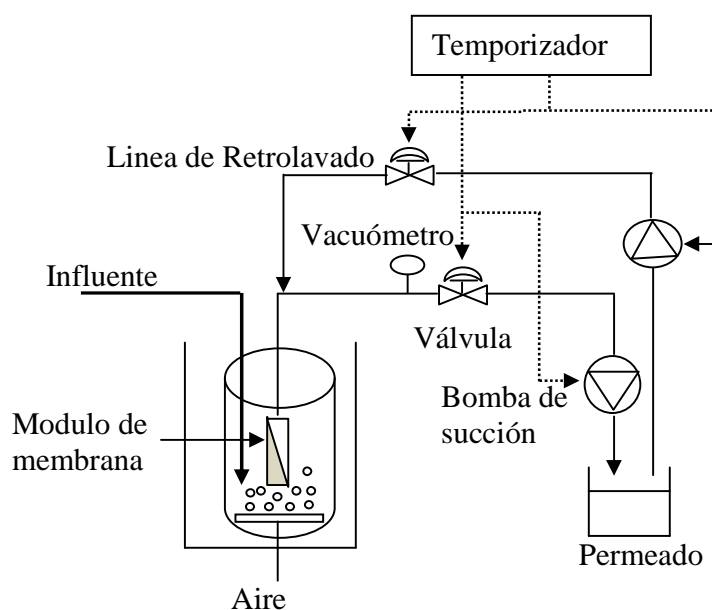 Temporizador
Linea de Retrolavado
Vacuómetro
Influente
Válvula
Bomba de
succión
Modulo de
membrana
Permeado
Aire